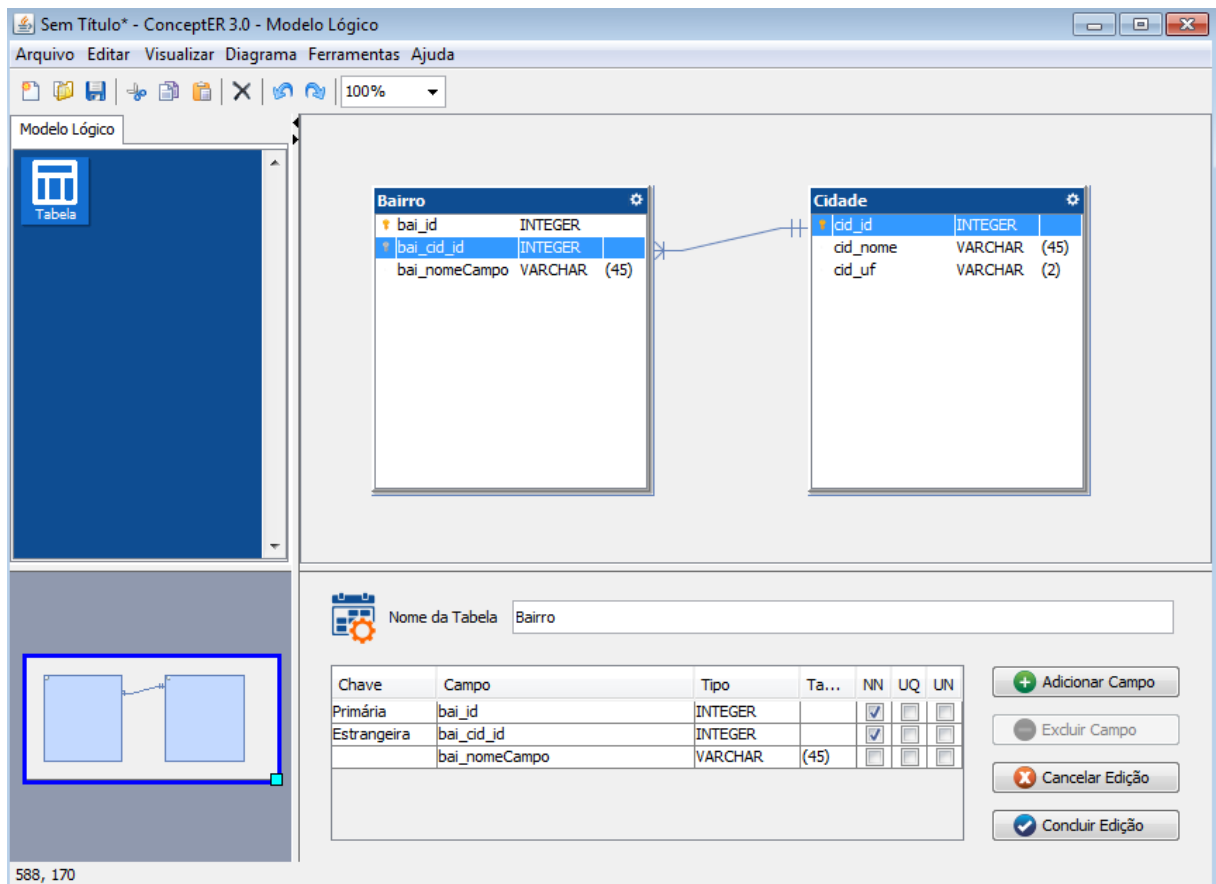 Sem Título* - ConceptER 3.0 - Modelo Lógico
Arquivo Editar Visualizar Diagrama Ferramentas Ajuda
100%
Modelo Lógico
Tabela
Bairro
bai_id INTEGER
bai_cid_id INTEGER
bai_nomeCampo VARCHAR (45)
Cidade
cid_id INTEGER
cid_nome VARCHAR (45)
cid_uf VARCHAR (2)
Nome da Tabela Bairro
Chave Campo Tipo Ta... NN UQ UN
Primária bai_id INTEGER
Estrangeira bai_cid_id INTEGER
bai_nomeCampo VARCHAR (45)
Adicionar Campo
Excluir Campo
Cancelar Edição
Concluir Edição
588, 170